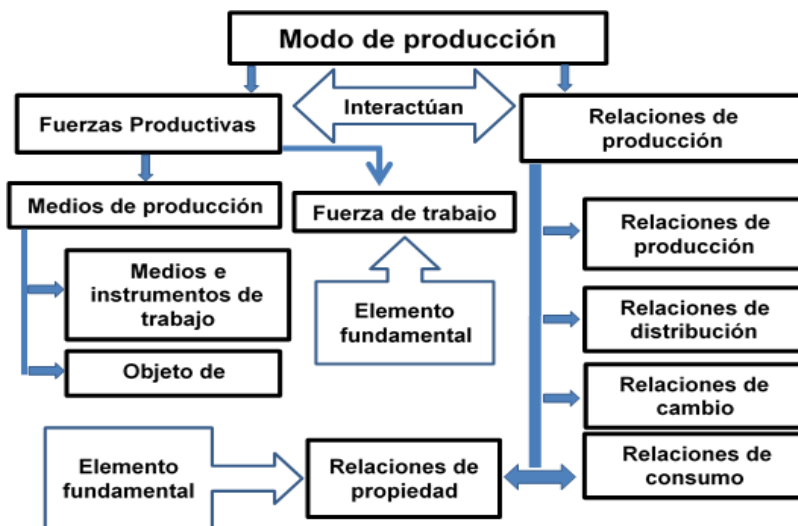 Modo de producción
Interactúan
Fuerzas Productivas
Relaciones de
producción
Medios de producción
Fuerza de trabajo
Relaciones de
producción
Medios e
instrumentos de
trabajo
Elemento
fundamental
Relaciones de
distribución
Objeto de
Relaciones de
cambio
Elemento
fundamental
Relaciones de
propiedad
Relaciones de
consumo